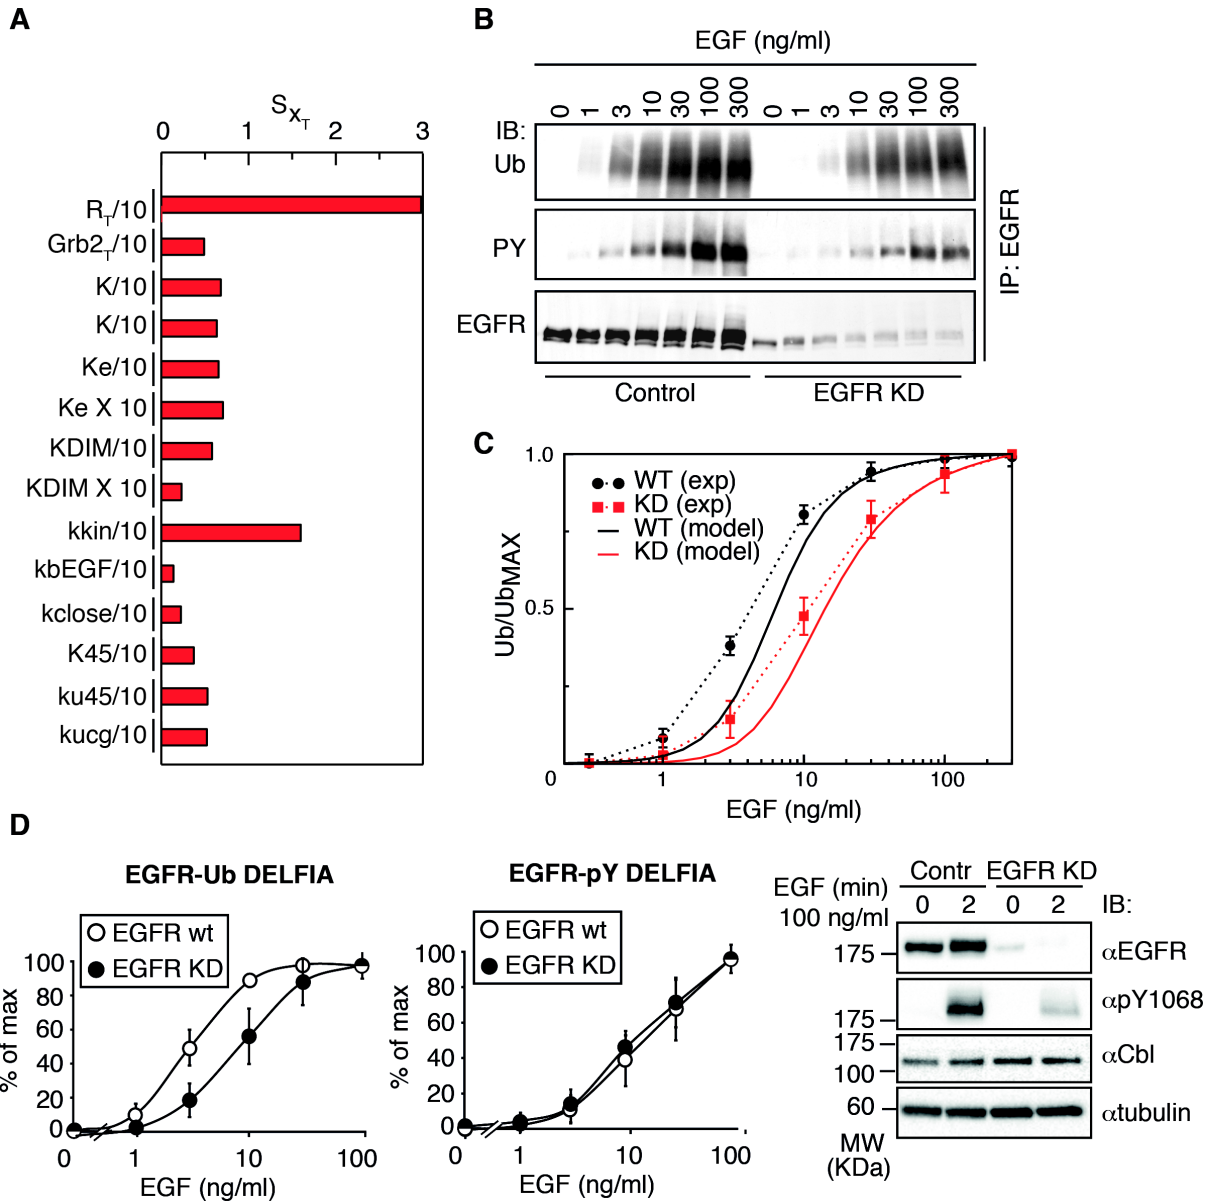 A
S
XT
0 1 2 3
RT/10
Grb2T/10
K/10
K/10
Ke/10
Ke X 10
KDIM/10
KDIM X 10
kkin/10
kbEGF/10
kclose/10
K45/10
ku45/10
kucg/10
B
EGF (ng/ml)
0 1 3 10 30 100 300 0 1 3 10 30 100 300
IB:
Ub
PY
EGFR
IP: EGFR
Control EGFR KD
C
1.0
0.5
0 1 10 100
Ub/UbMAX
WT (exp)
KD (exp)
WT (model)
KD (model)
EGF (ng/ml)
D
EGFR-Ub DELFIA
EGFR wt
EGFR KD
% of max
100
80
60
40
20
0
0 1 10 100
EGF (ng/ml)
EGFR-pY DELFIA
EGFR wt
EGFR KD
% of max
100
80
60
40
20
0
0 1 10 100
EGF (ng/ml)
Contr EGFR KD
EGF (min) 0 2 0 2 IB:
100 ng/ml
175 αEGFR
175 αpY1068
175
100 αCbl
60 αtubulin
MW
(KDa)